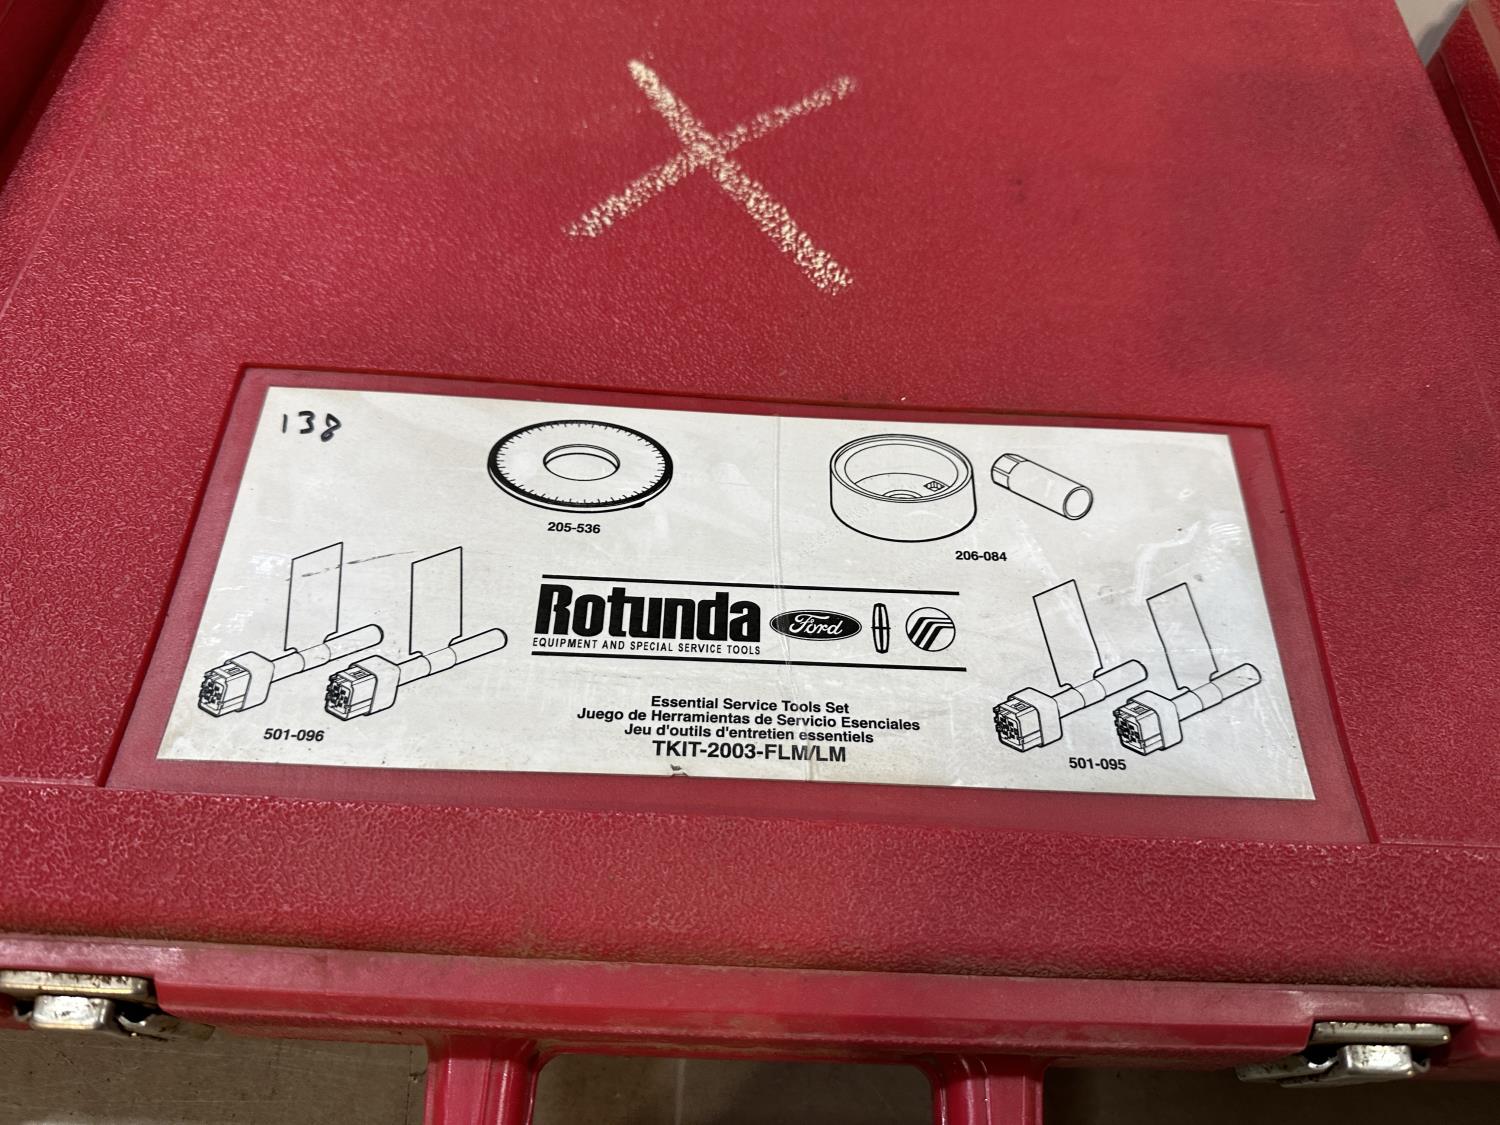 138
205-536
206-084
Rotunda
Ford
EQUIPMENT AND SPECIAL SERVICE TOOLS
501-096
Essential Service Tools Set
Juego de Herramientas de Servicio Esenciales
Jeu d'outils d'entretien essentiels
TKIT-2003-FLM/LM
501-095